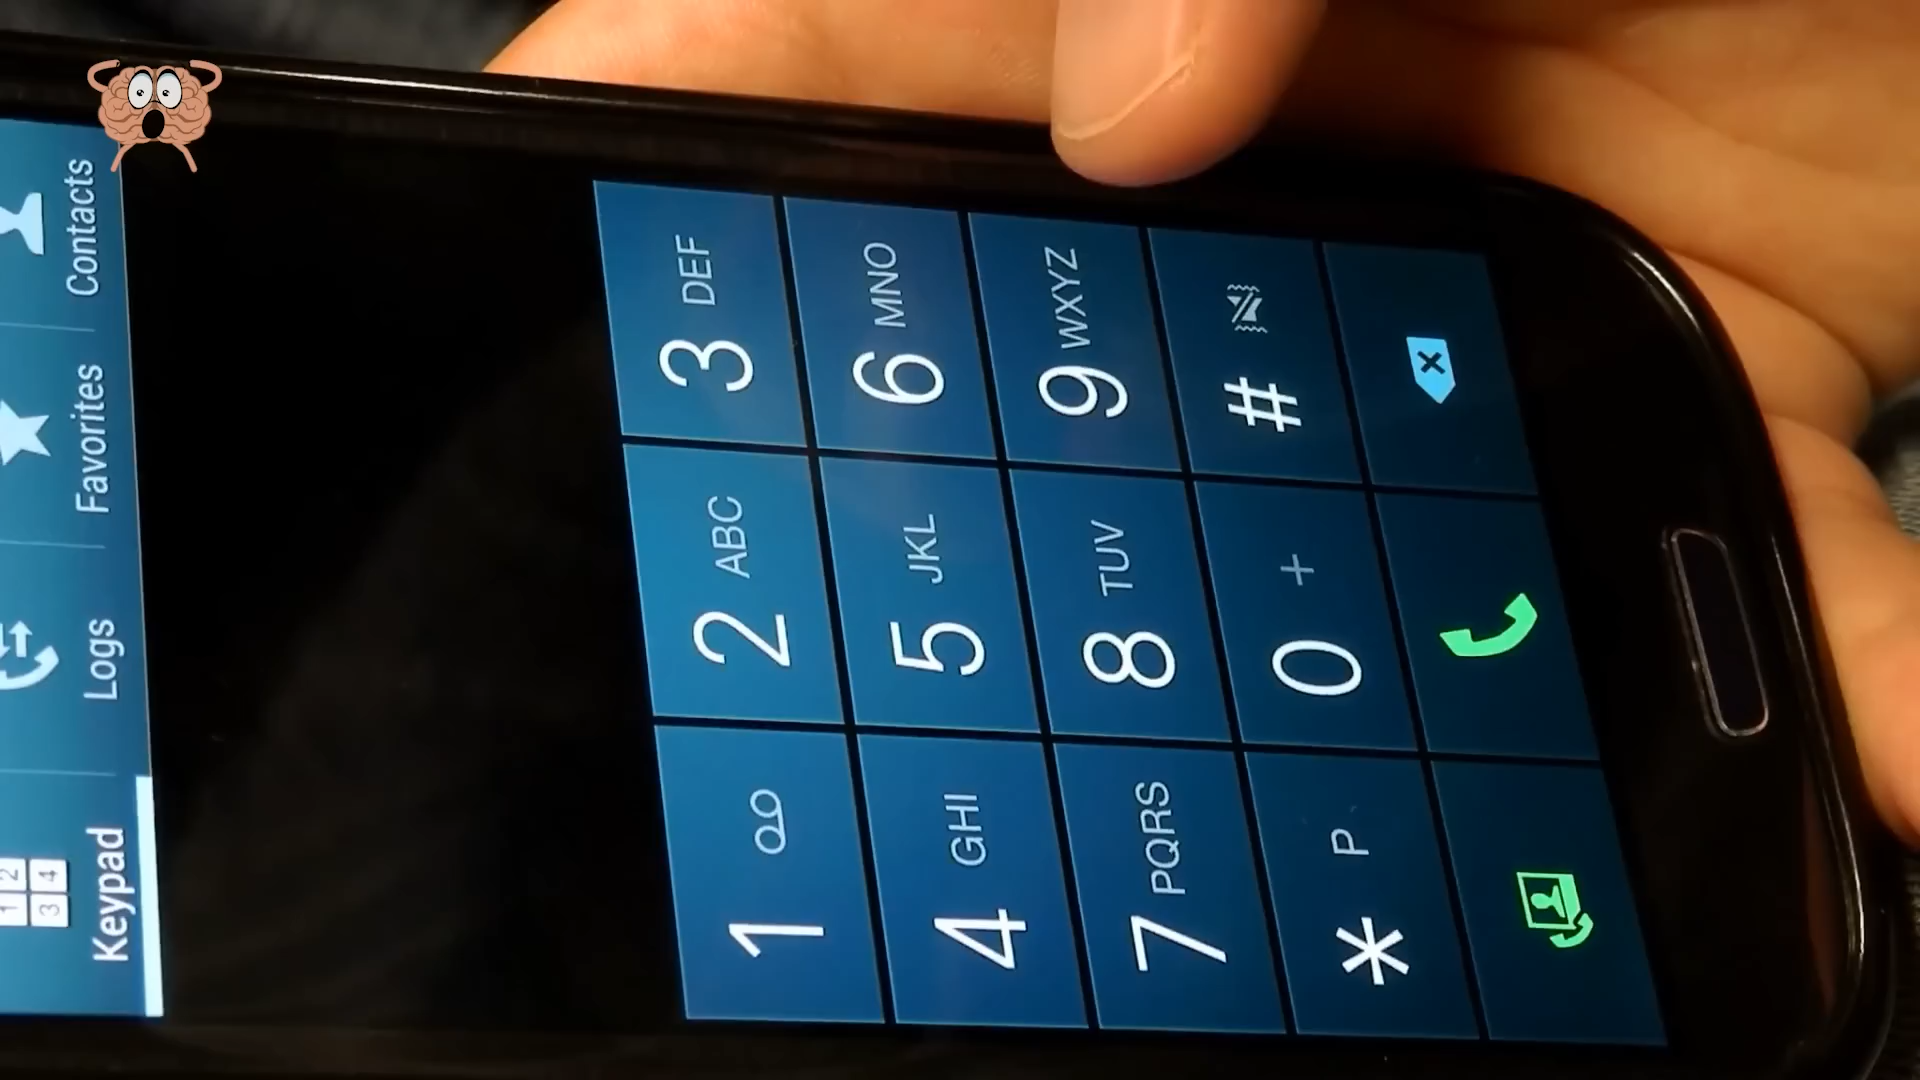 Keypad Logs Favorites Contacts
1 2
3 4
1 2 ABC 3 DEF
4 GHI 5 JKL 6 MNO
7 PQRS 8 TUV 9 WXYZ
* P 0 + #